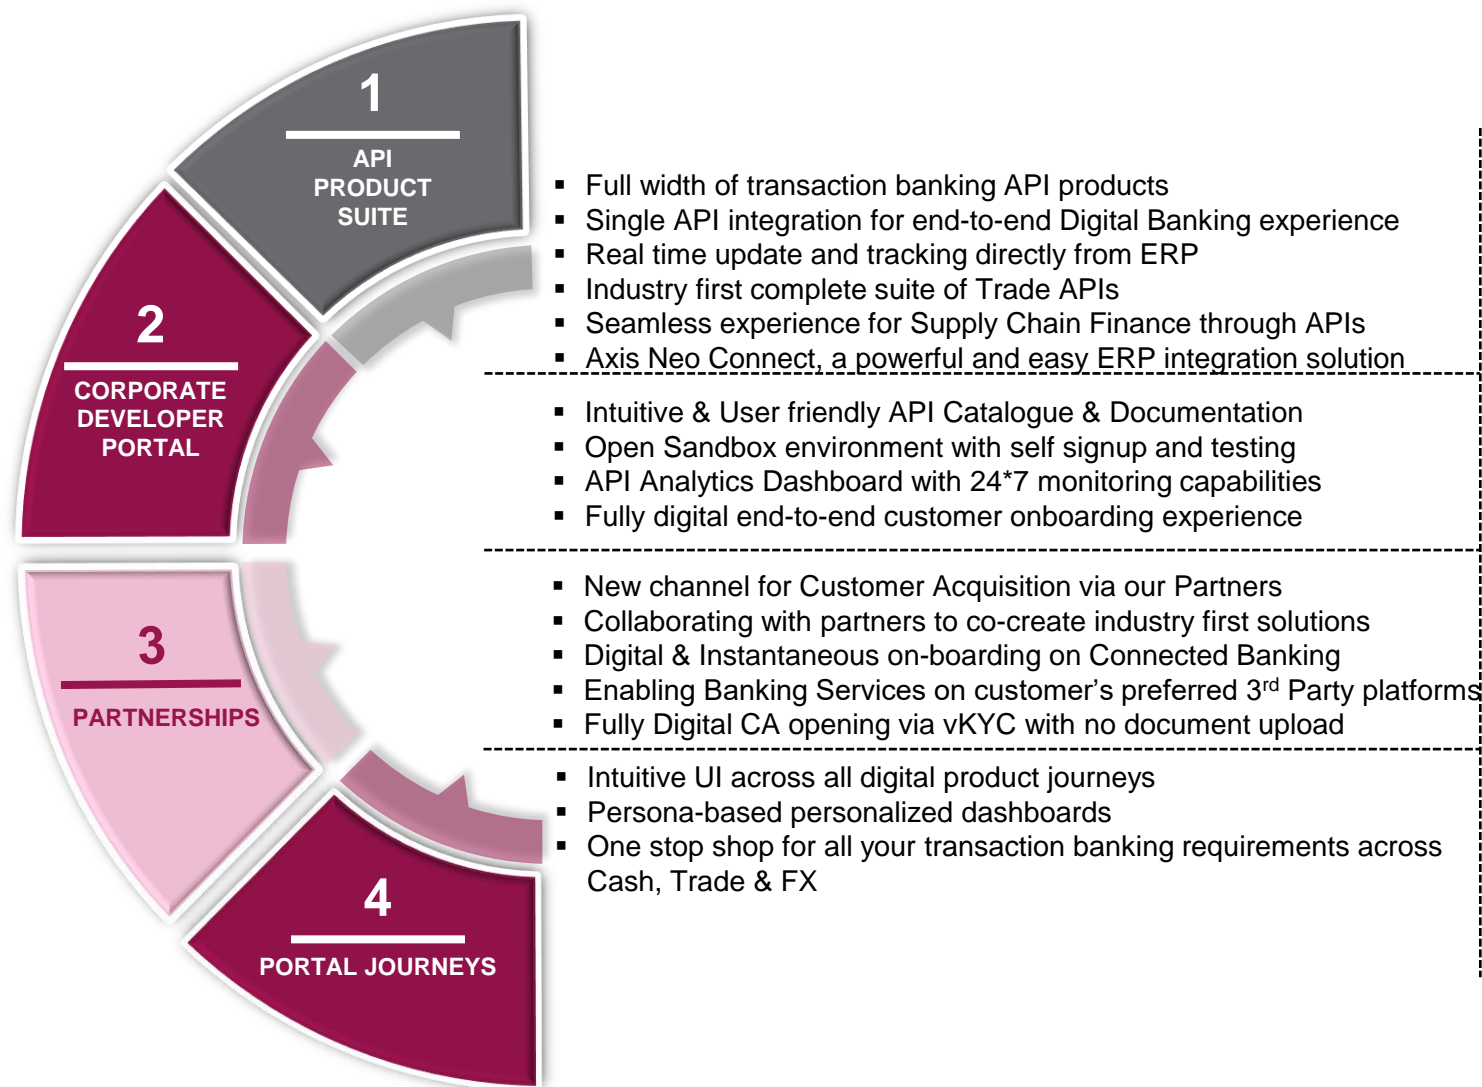 1
API
PRODUCT
SUITE
▪ Full width of transaction banking API products
▪ Single API integration for end-to-end Digital Banking experience
▪ Real time update and tracking directly from ERP
▪ Industry first complete suite of Trade APIs
▪ Seamless experience for Supply Chain Finance through APIs
▪ Axis Neo Connect, a powerful and easy ERP integration solution
2
CORPORATE
DEVELOPER
PORTAL
▪ Intuitive & User friendly API Catalogue & Documentation
▪ Open Sandbox environment with self signup and testing
▪ API Analytics Dashboard with 24*7 monitoring capabilities
▪ Fully digital end-to-end customer onboarding experience
3
PARTNERSHIPS
▪ New channel for Customer Acquisition via our Partners
▪ Collaborating with partners to co-create industry first solutions
▪ Digital & Instantaneous on-boarding on Connected Banking
▪ Enabling Banking Services on customer’s preferred 3rd Party platforms
▪ Fully Digital CA opening via vKYC with no document upload
4
PORTAL JOURNEYS
▪ Intuitive UI across all digital product journeys
▪ Persona-based personalized dashboards
▪ One stop shop for all your transaction banking requirements across
Cash, Trade & FX